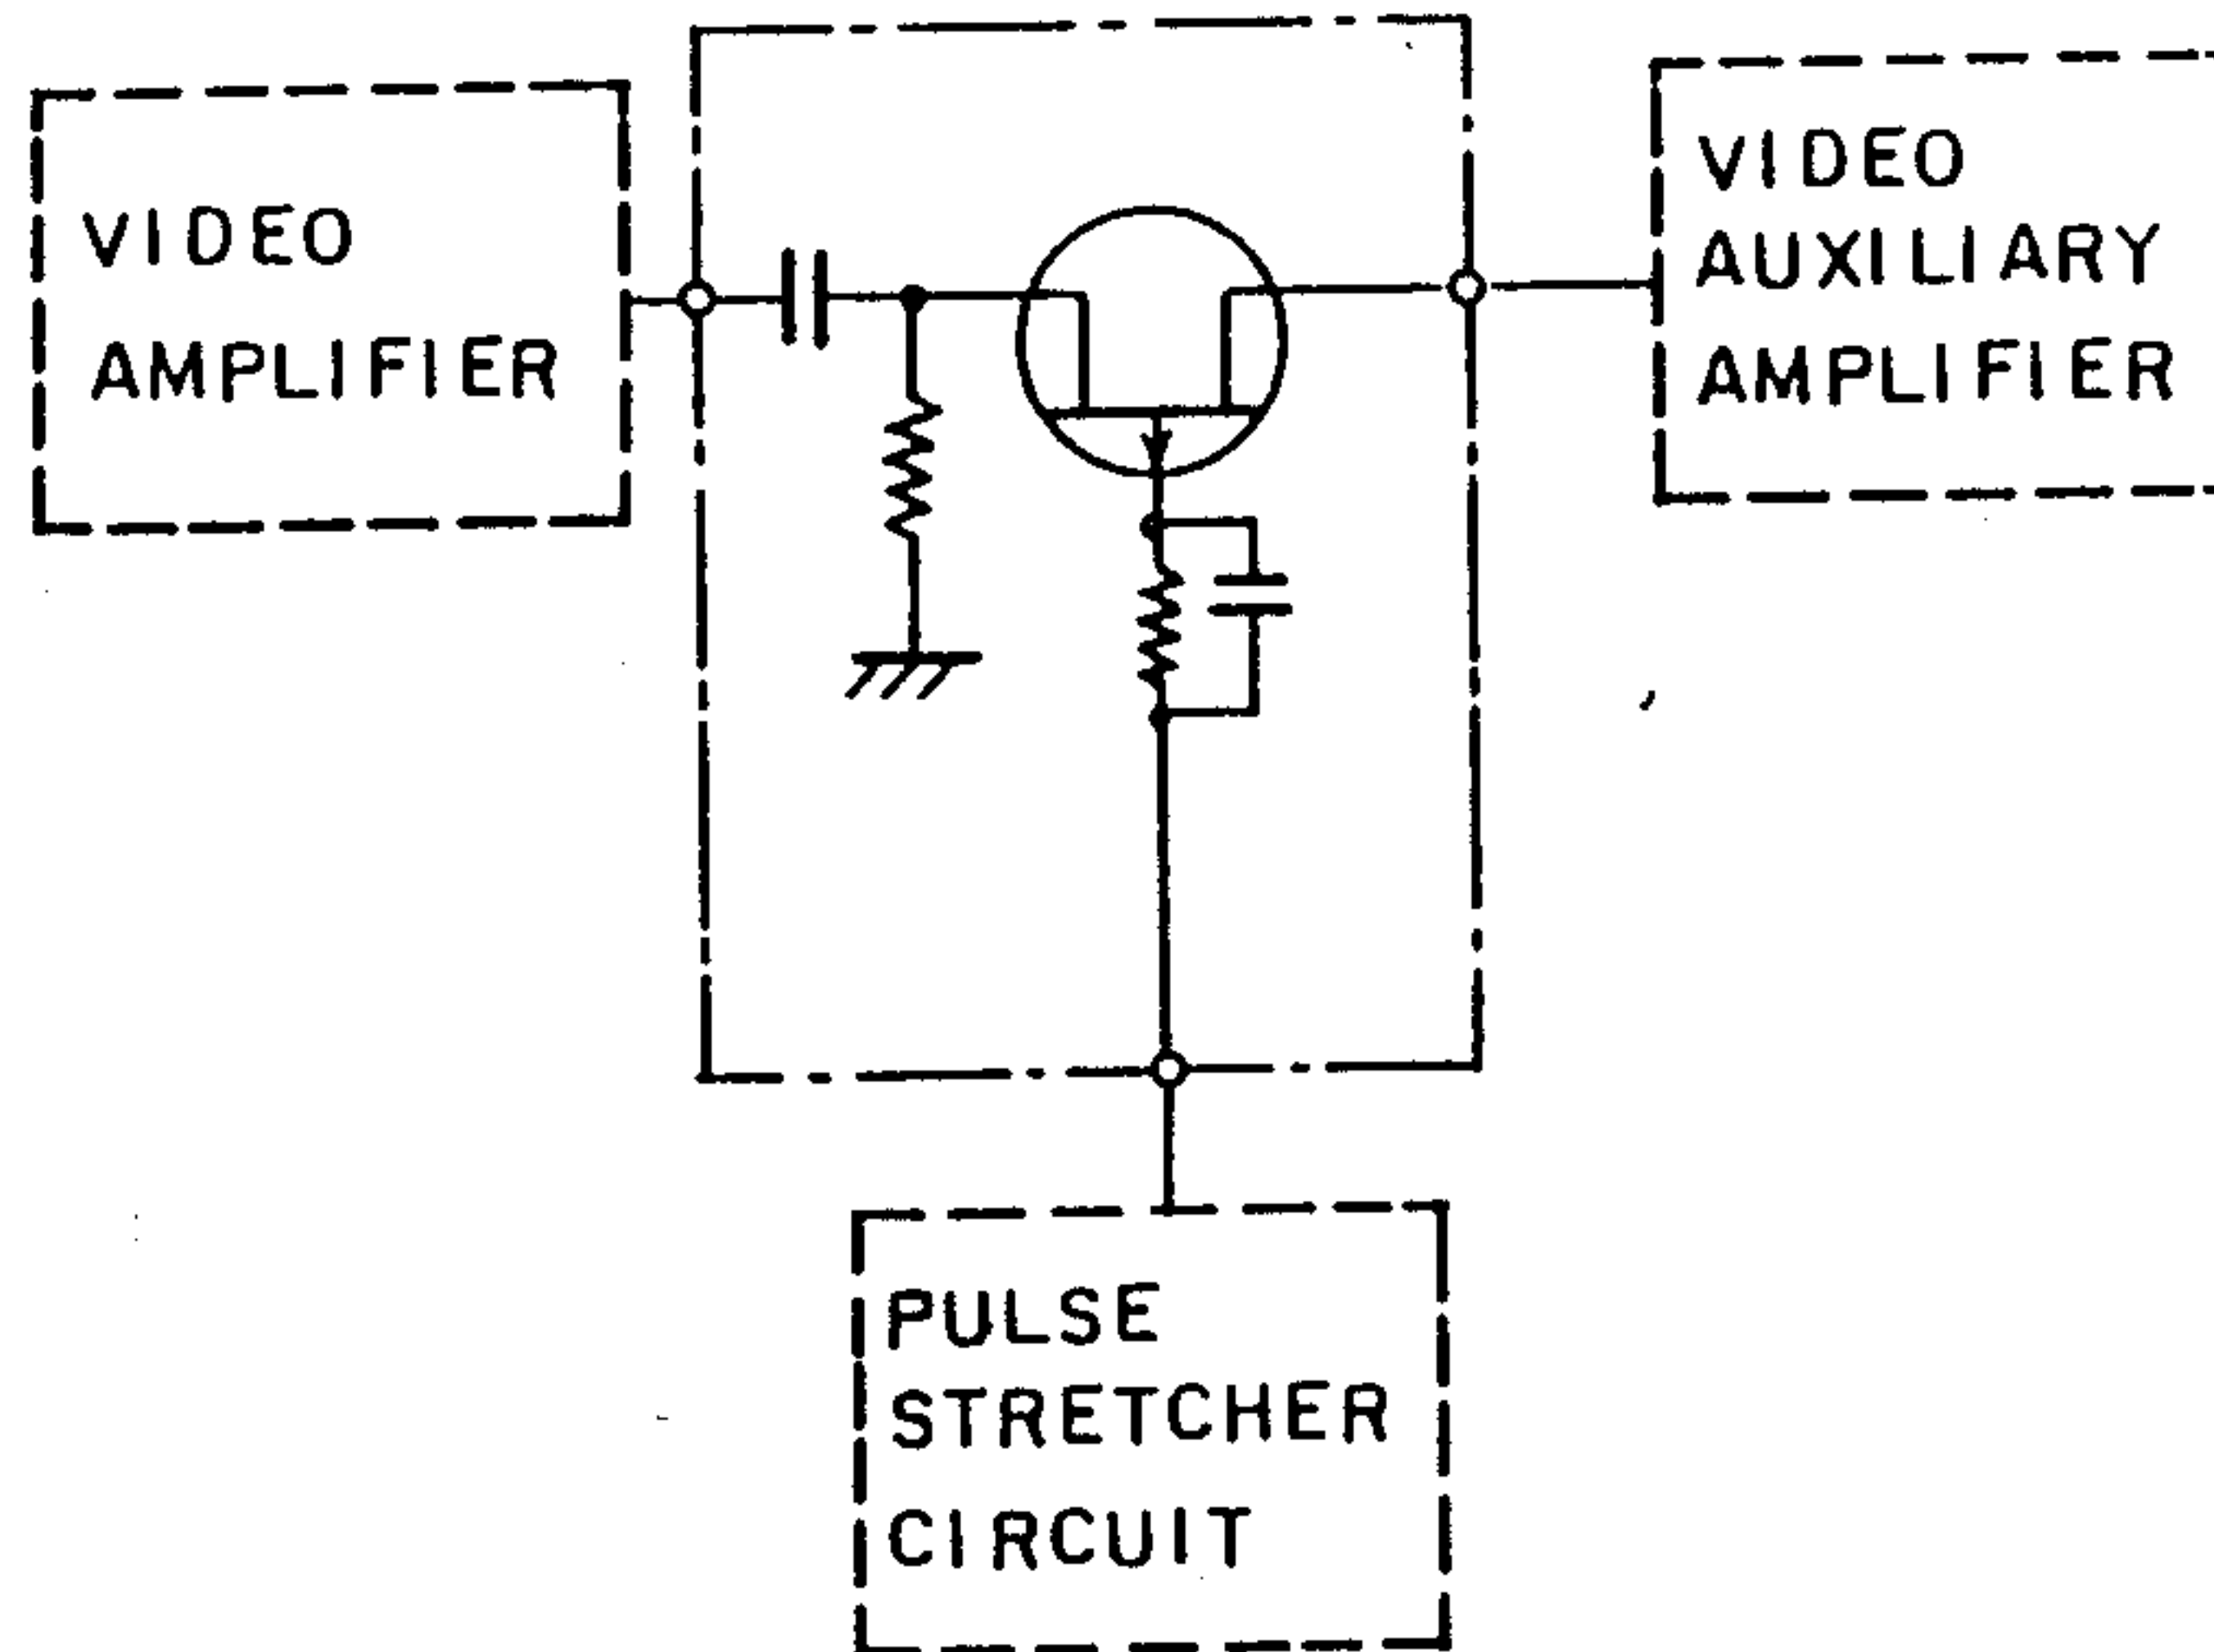 VIDEO
AMPLIFIER
VIDEO
AUXILIARY
AMPLIFIER
PULSE
STRETCHER
CIRCUIT